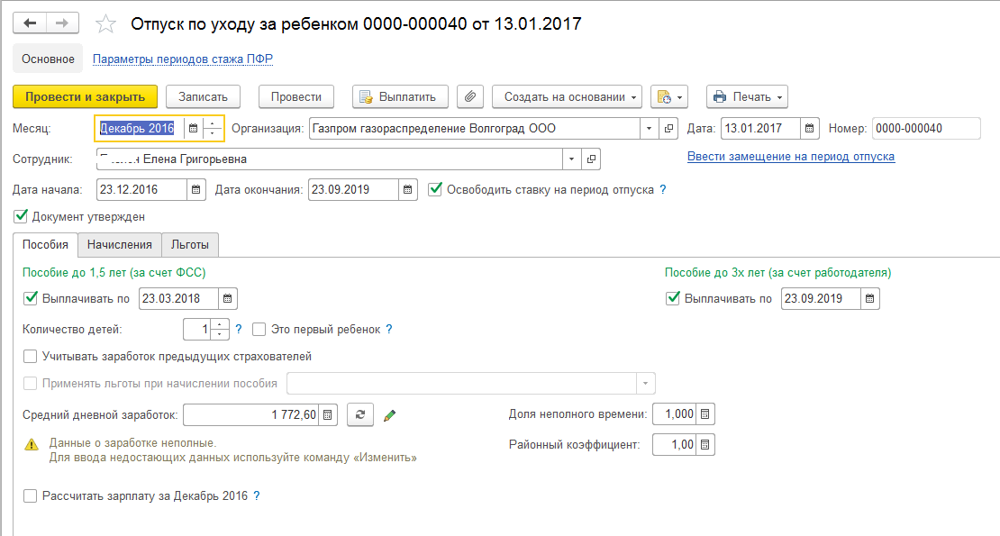 Отпуск по уходу за ребенком 0000-000040 от 13.01.2017
Основное Параметры периодов стажа ПФР
Провести и закрыть Записать Провести Выплатить Создать на основании Печать
Месяц: Декабрь 2016 Организация: Газпром газораспределение Волгоград ООО Дата: 13.01.2017 Номер: 0000-000040
Сотрудник: Елена Григорьевна Ввести замещение на период отпуска
Дата начала: 23.12.2016 Дата окончания: 23.09.2019 Освободить ставку на период отпуска ?
Документ утвержден
Пособия Начисления Льготы
Пособие до 1,5 лет (за счет ФСС) Пособие до 3х лет (за счет работодателя)
Выплачивать по 23.03.2018 Выплачивать по 23.09.2019
Количество детей: 1 ? Это первый ребенок ?
Учитывать заработок предыдущих страхователей
Применять льготы при начислении пособия
Средний дневной заработок: 1 772,60 Доля неполного времени: 1,000
Данные о заработке неполные. Районный коэффициент: 1,00
Для ввода недостающих данных используйте команду «Изменить»
Рассчитать зарплату за Декабрь 2016 ?